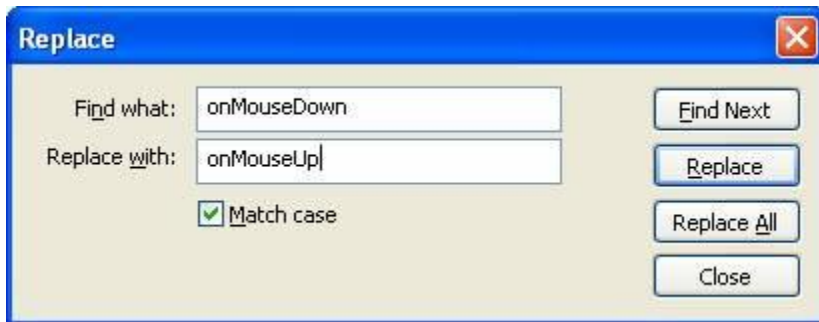 Replace
Find what: onMouseDown Find Next
Replace with: onMouseUp Replace
Match case Replace All
Close